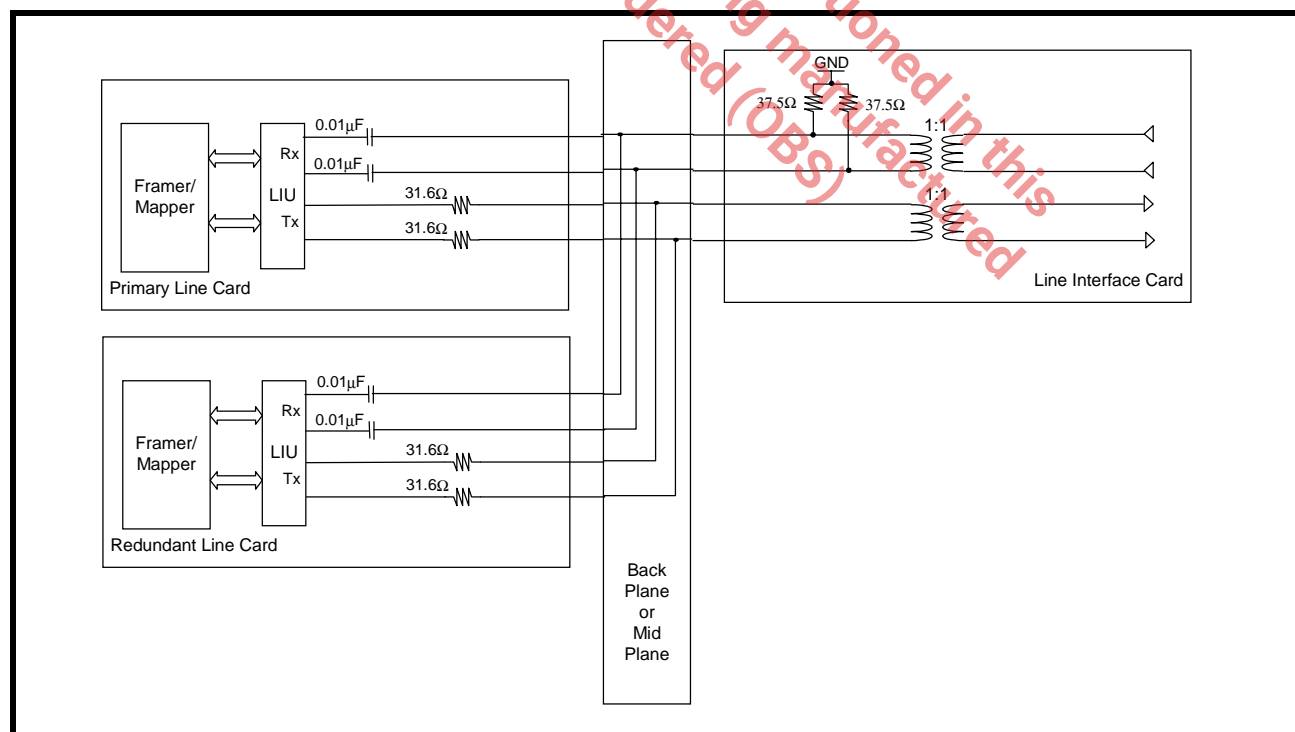 tioned in this
ng manufactured
dered (OBS)
GND
37.5Ω
37.5Ω
1:1
1:1
Line Interface Card
0.01µF
0.01µF
31.6Ω
31.6Ω
Rx
LIU
Tx
Framer/
Mapper
Primary Line Card
0.01µF
0.01µF
31.6Ω
31.6Ω
Rx
LIU
Tx
Framer/
Mapper
Redundant Line Card
Back
Plane
or
Mid
Plane